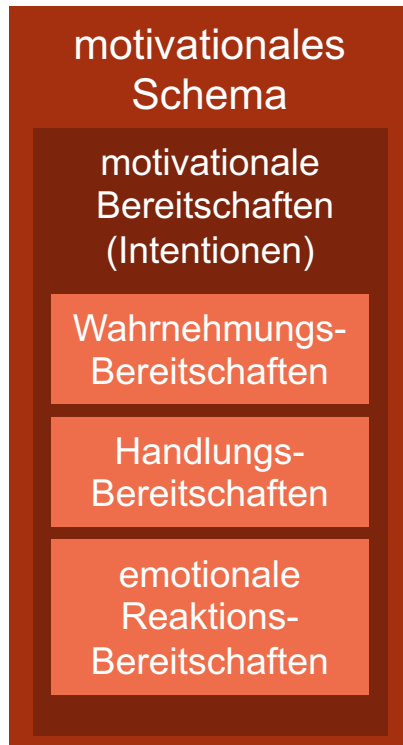 motivationales
Schema
motivationale
Bereitschaften
(Intentionen)
Wahrnehmungs-
Bereitschaften
Handlungs-
Bereitschaften
emotionale
Reaktions-
Bereitschaften